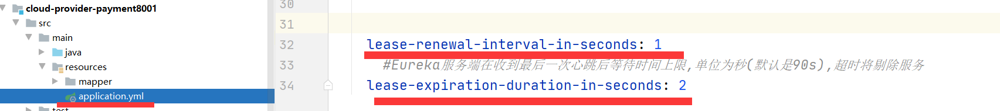 cloud-provider-payment8001
src
main
java
resources
mapper
application.yml
test
30
31
32 lease-renewal-interval-in-seconds: 1
33 #Eureka服务端在收到最后一次心跳后等待时间上限,单位为秒(默认是90s),超时将剔除服务
34 lease-expiration-duration-in-seconds: 2